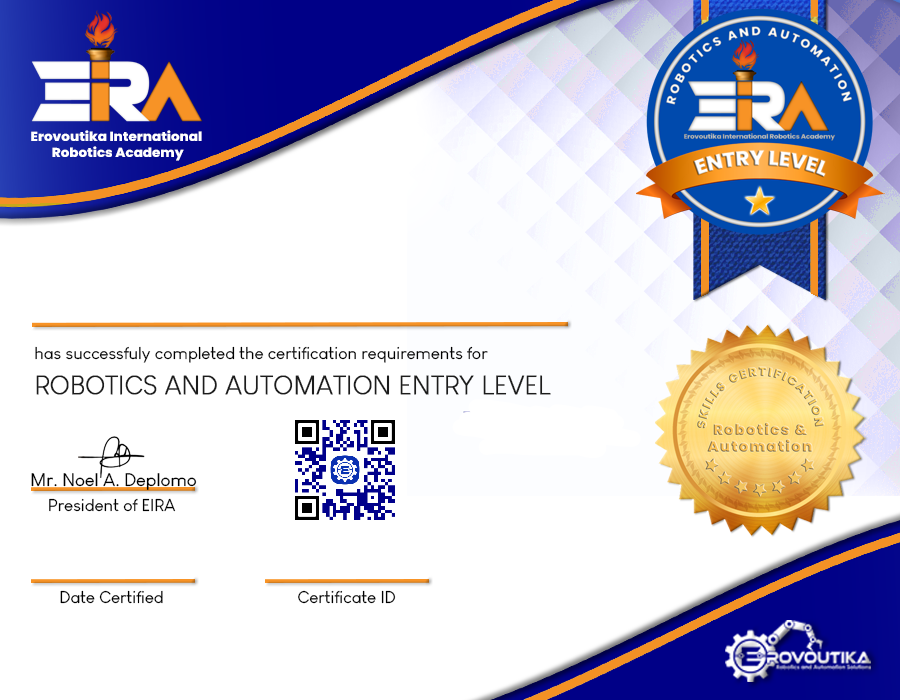 EIRA
Erovoutika International
Robotics Academy
ROBOTICS AND AUTOMATION
EIRA
Erovoutika International Robotics Academy
ENTRY LEVEL
has successfuly completed the certification requirements for
ROBOTICS AND AUTOMATION ENTRY LEVEL
SKILLS CERTIFICATION
Robotics &
Automation
Mr. Noel A. Deplomo
President of EIRA
Date Certified
Certificate ID
EROVOUTIKA
Robotics and Automation Solutions